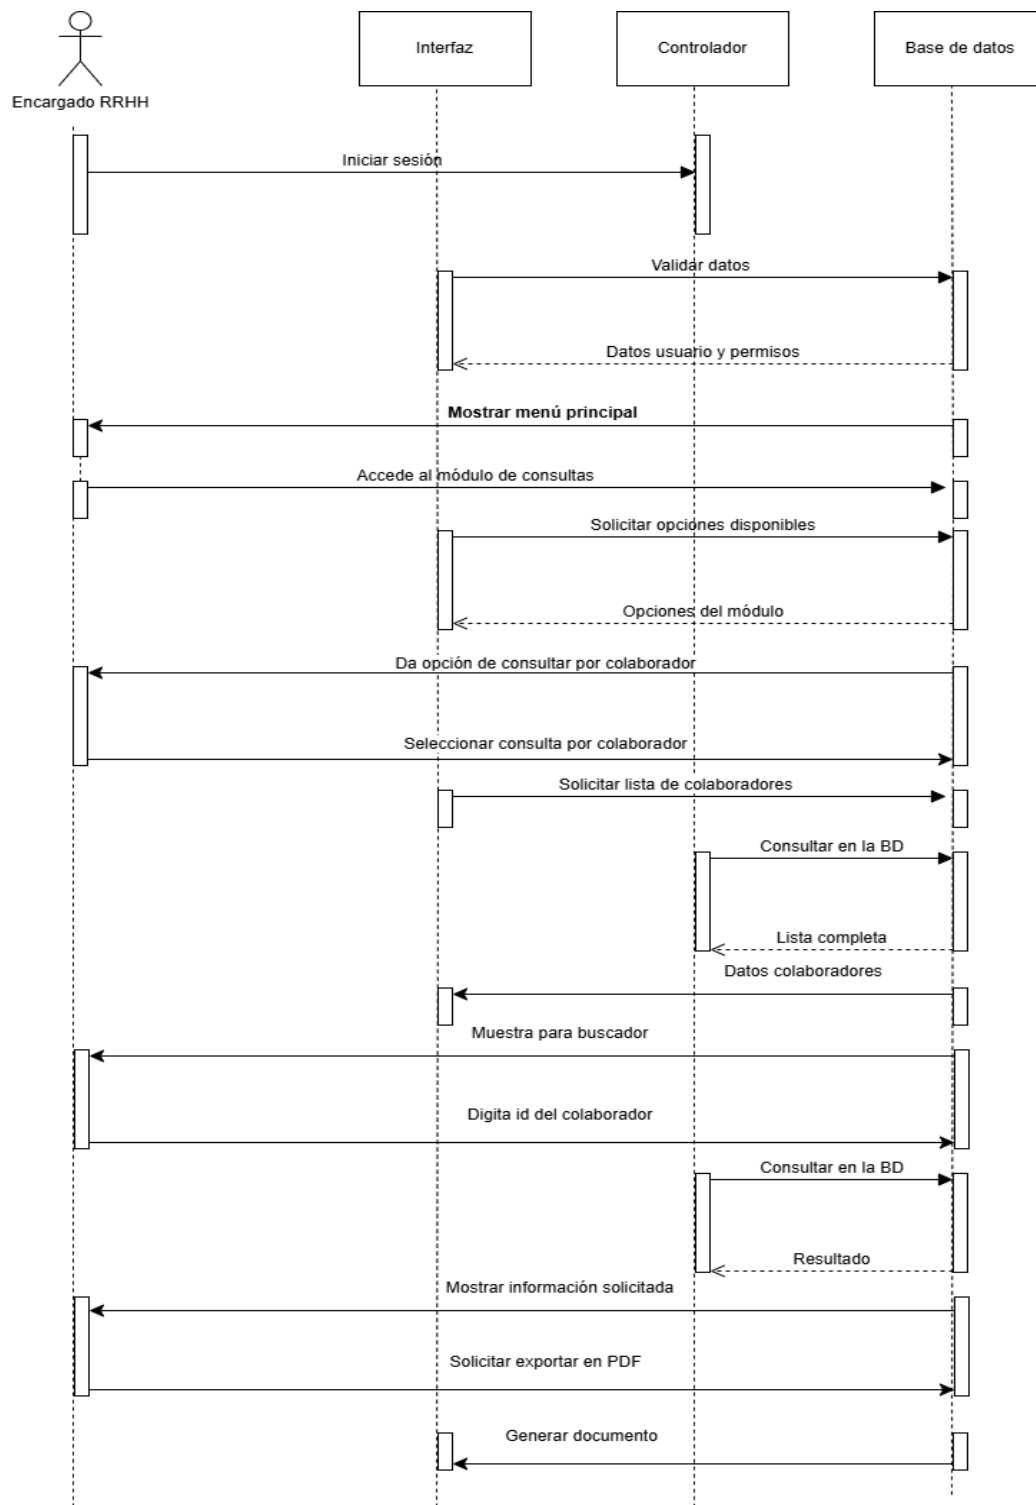 Interfaz
Controlador
Base de datos
Encargado RRHH
Iniciar sesión
Validar datos
Datos usuario y permisos
Mostrar menú principal
Accede al módulo de consultas
Solicitar opciones disponibles
Opciones del módulo
Da opción de consultar por colaborador
Seleccionar consulta por colaborador
Solicitar lista de colaboradores
Consultar en la BD
Lista completa
Datos colaboradores
Muestra para buscador
Digita id del colaborador
Consultar en la BD
Resultado
Mostrar información solicitada
Solicitar exportar en PDF
Generar documento